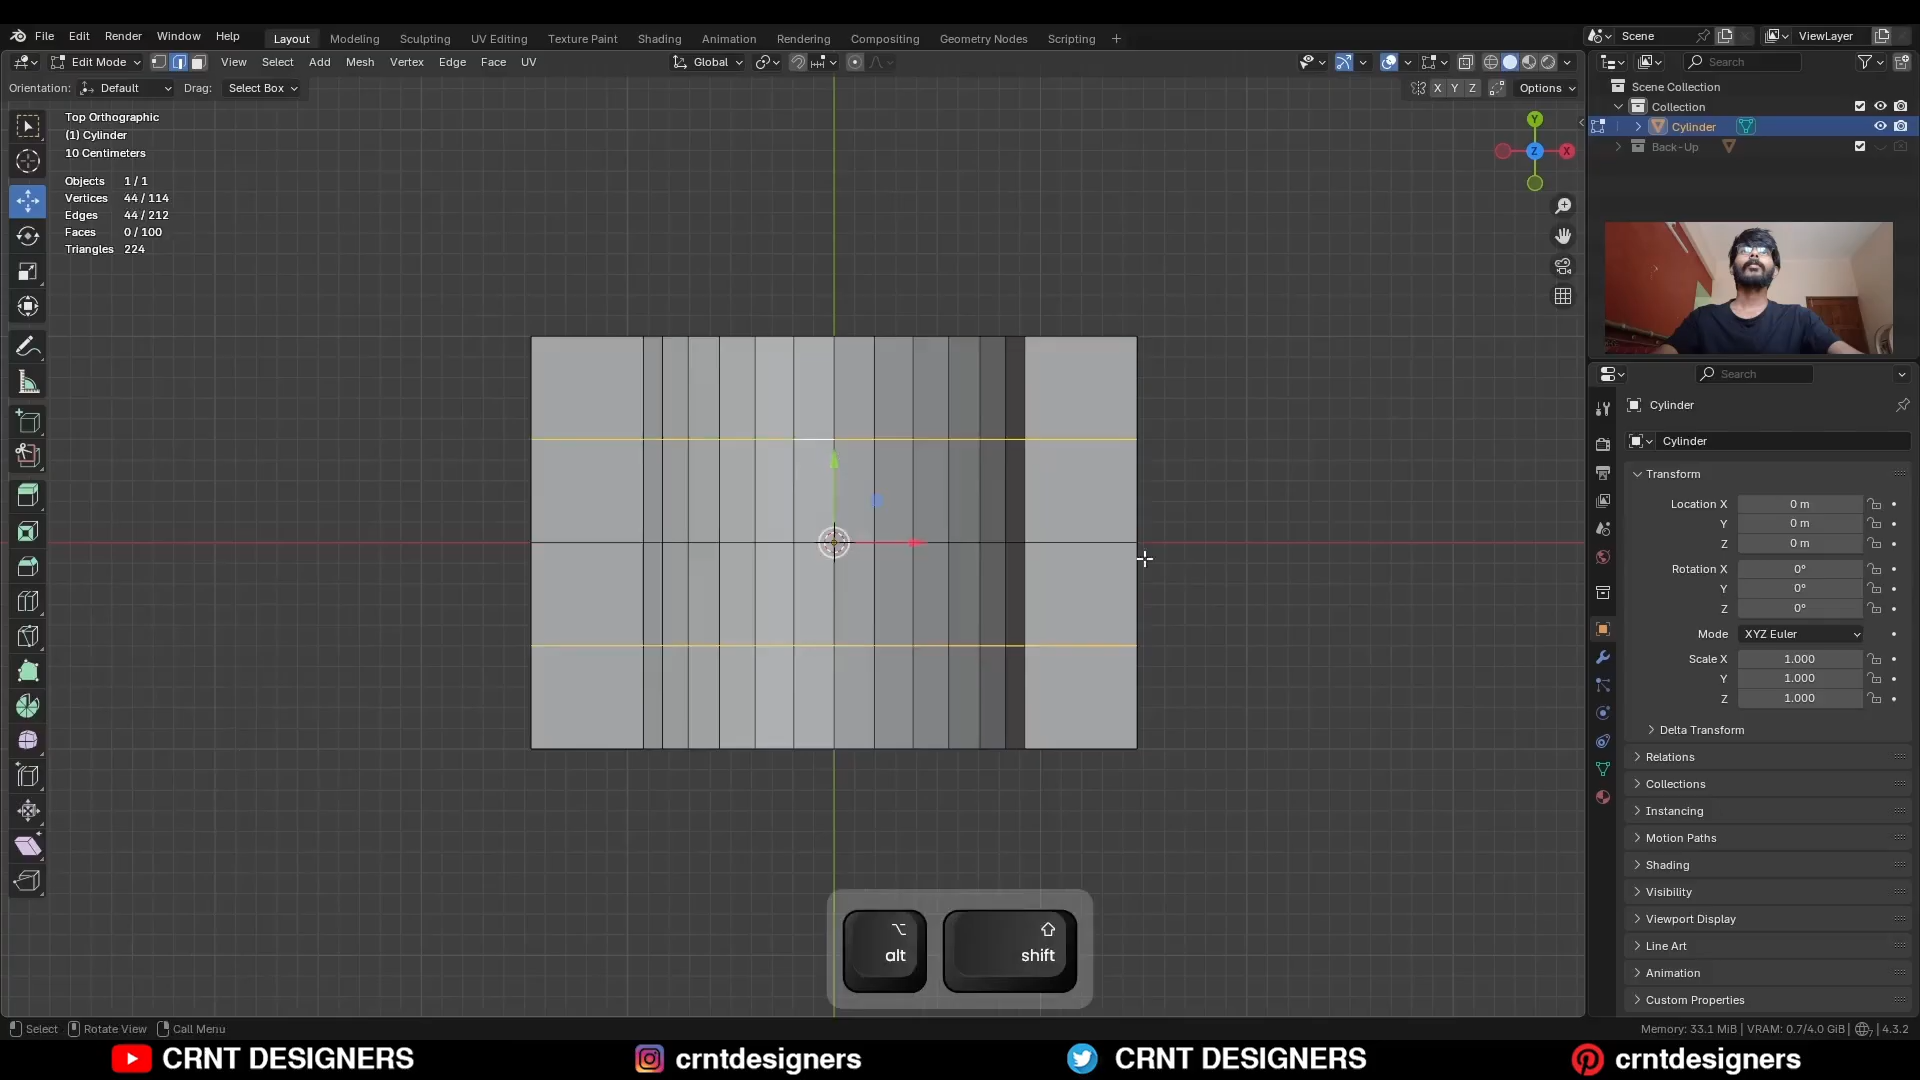 File Edit Render Window Help Layout Modeling Sculpting UV Editing Texture Paint Shading Animation Rendering Compositing Geometry Nodes Scripting + Scene ViewLayer
Edit Mode View Select Add Mesh Vertex Edge Face UV Global Search
Orientation: Default Drag: Select Box X Y Z Options
Scene Collection
Collection
Cylinder
Back-Up
Top Orthographic
(1) Cylinder
10 Centimeters
Objects 1 / 1
Vertices 44 / 114
Edges 44 / 212
Faces 0 / 100
Triangles 224
Y
Z X
Search
Cylinder
Cylinder
Transform
Location X 0 m
Y 0 m
Z 0 m
Rotation X 0°
Y 0°
Z 0°
Mode XYZ Euler
Scale X 1.000
Y 1.000
Z 1.000
Delta Transform
Relations
Collections
Instancing
Motion Paths
Shading
Visibility
Viewport Display
Line Art
Animation
Custom Properties
alt shift
Select Rotate View Call Menu Memory: 33.1 MiB | VRAM: 0.7/4.0 GiB | 4.3.2
CRNT DESIGNERS crntdesigners CRNT DESIGNERS crntdesigners